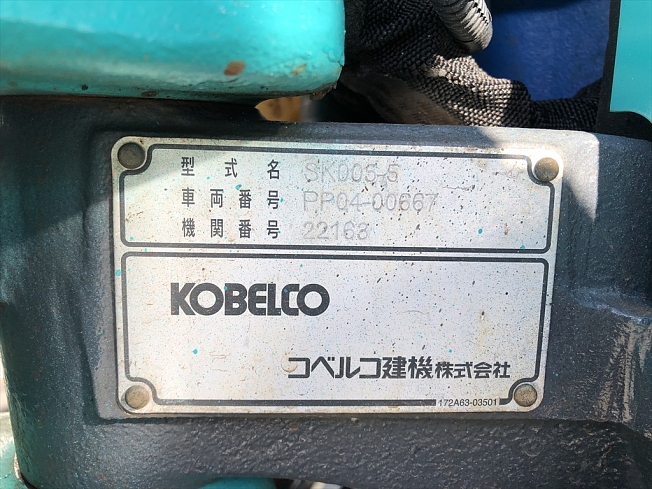 型式名 SK005-5
車両番号 PP04-00667
機関番号 22163
KOBELCO
コベルコ建機株式会社
172A63-03501